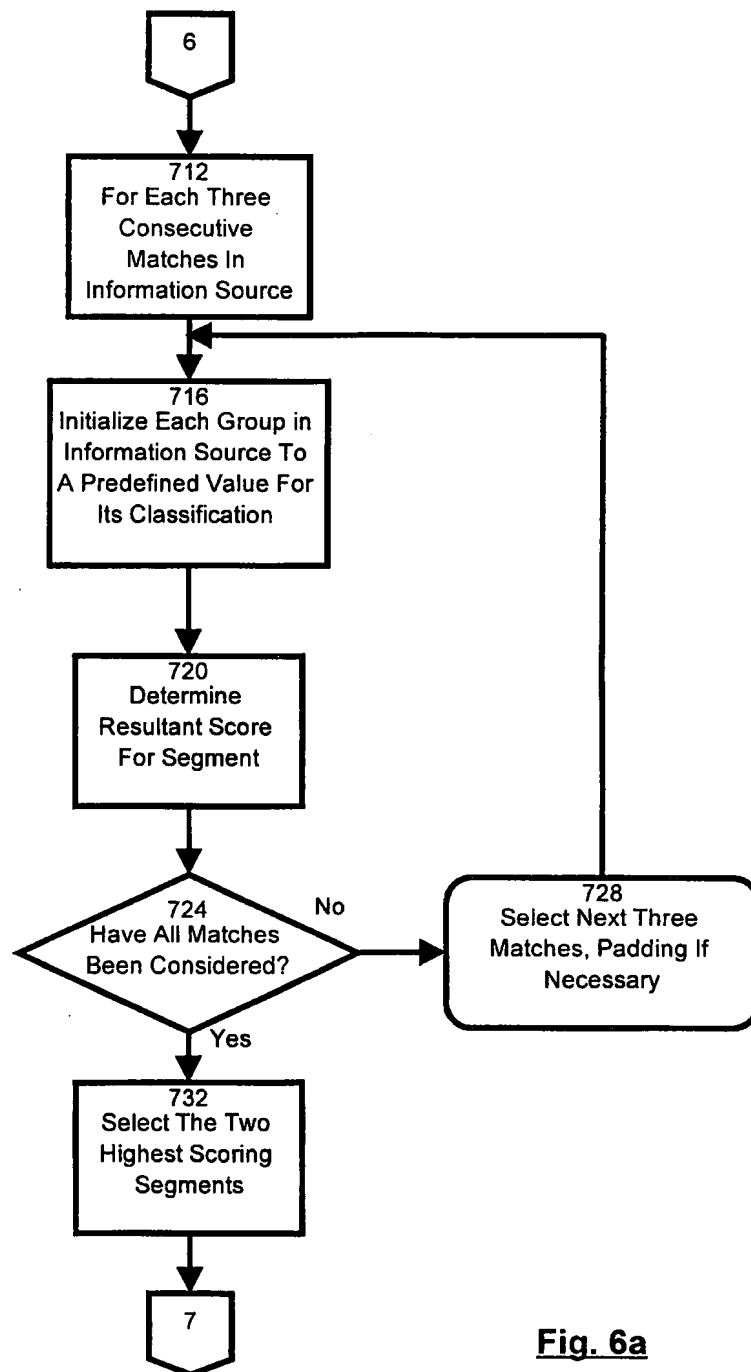 6
712
For Each Three
Consecutive
Matches In
Information Source
716
Initialize Each Group in
Information Source To
A Predefined Value For
Its Classification
720
Determine
Resultant Score
For Segment
724
Have All Matches
Been Considered?
No
728
Select Next Three
Matches, Padding If
Necessary
Yes
732
Select The Two
Highest Scoring
Segments
7
Fig. 6a